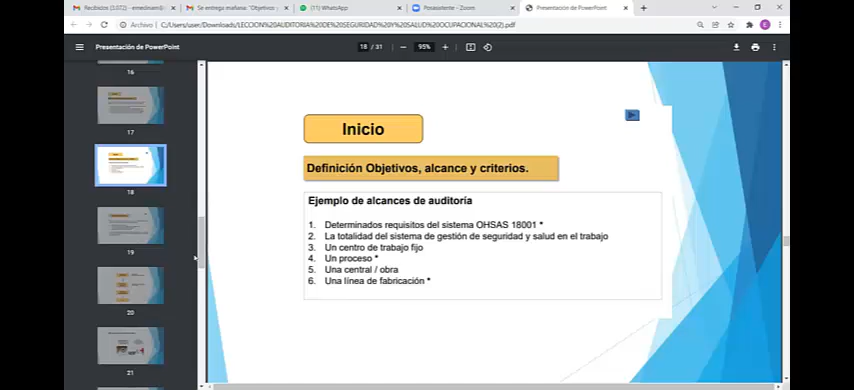 Recibidos (3.072) - emedinam@
Se entrega mañana: "Objetivos y
(11) WhatsApp
Posasistente - Zoom
Presentación de PowerPoint
Archivo | C:/Users/user/Downloads/LECCION%20AUDITORIA%20DE%20SEGURIDAD%20Y%20SALUD%20OCUPACIONAL%20(2).pdf
Presentación de PowerPoint
18 / 31
95%
16
17
18
19
20
21
Inicio
Definición Objetivos, alcance y criterios.
Ejemplo de alcances de auditoría
1. Determinados requisitos del sistema OHSAS 18001 *
2. La totalidad del sistema de gestión de seguridad y salud en el trabajo
3. Un centro de trabajo fijo
4. Un proceso *
5. Una central / obra
6. Una línea de fabricación *